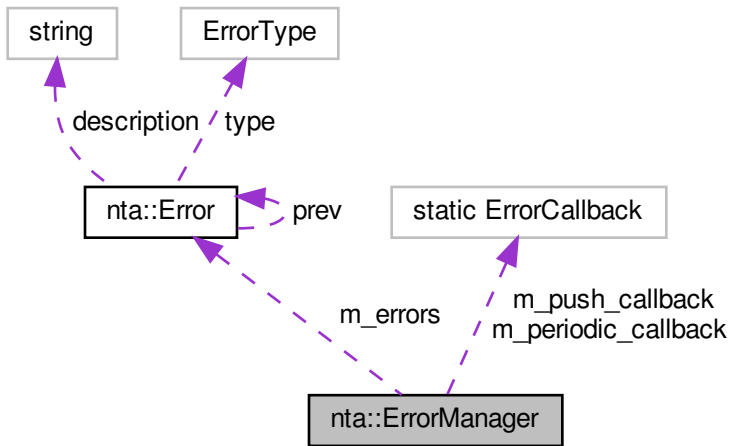 string
ErrorType
description
type
nta::Error
prev
static ErrorCallback
m_errors
m_push_callback
m_periodic_callback
nta::ErrorManager